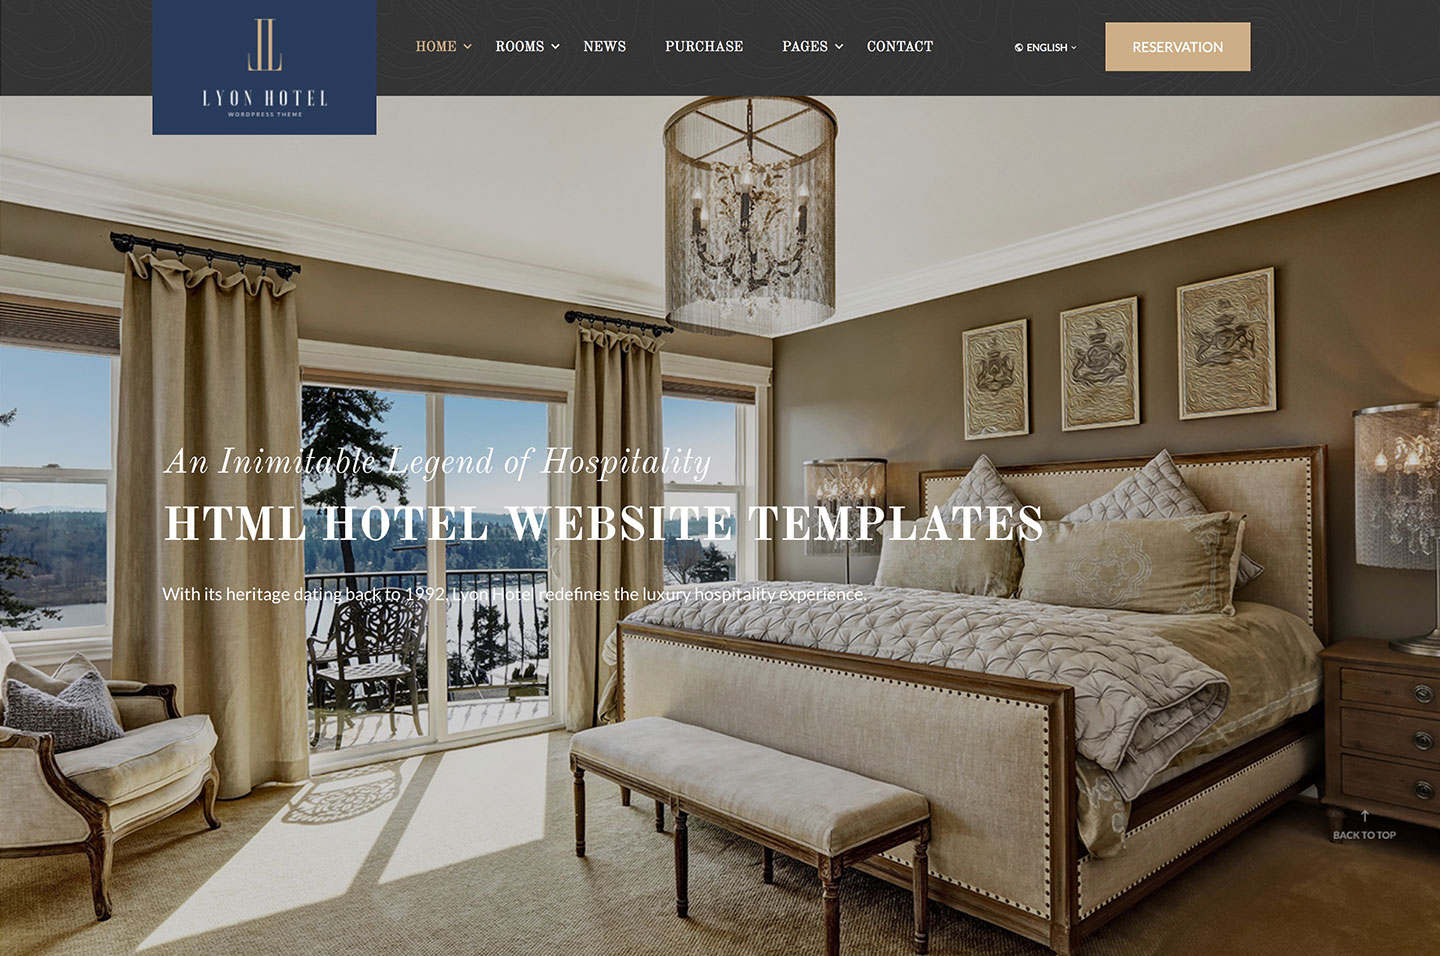 LYON HOTEL
WORDPRESS THEME
HOME
ROOMS
NEWS
PURCHASE
PAGES
CONTACT
ENGLISH
RESERVATION
An Inimitable Legend of Hospitality
HTML HOTEL WEBSITE TEMPLATES
With its heritage dating back to 1992, Lyon Hotel redefines the luxury hospitality experience.
BACK TO TOP